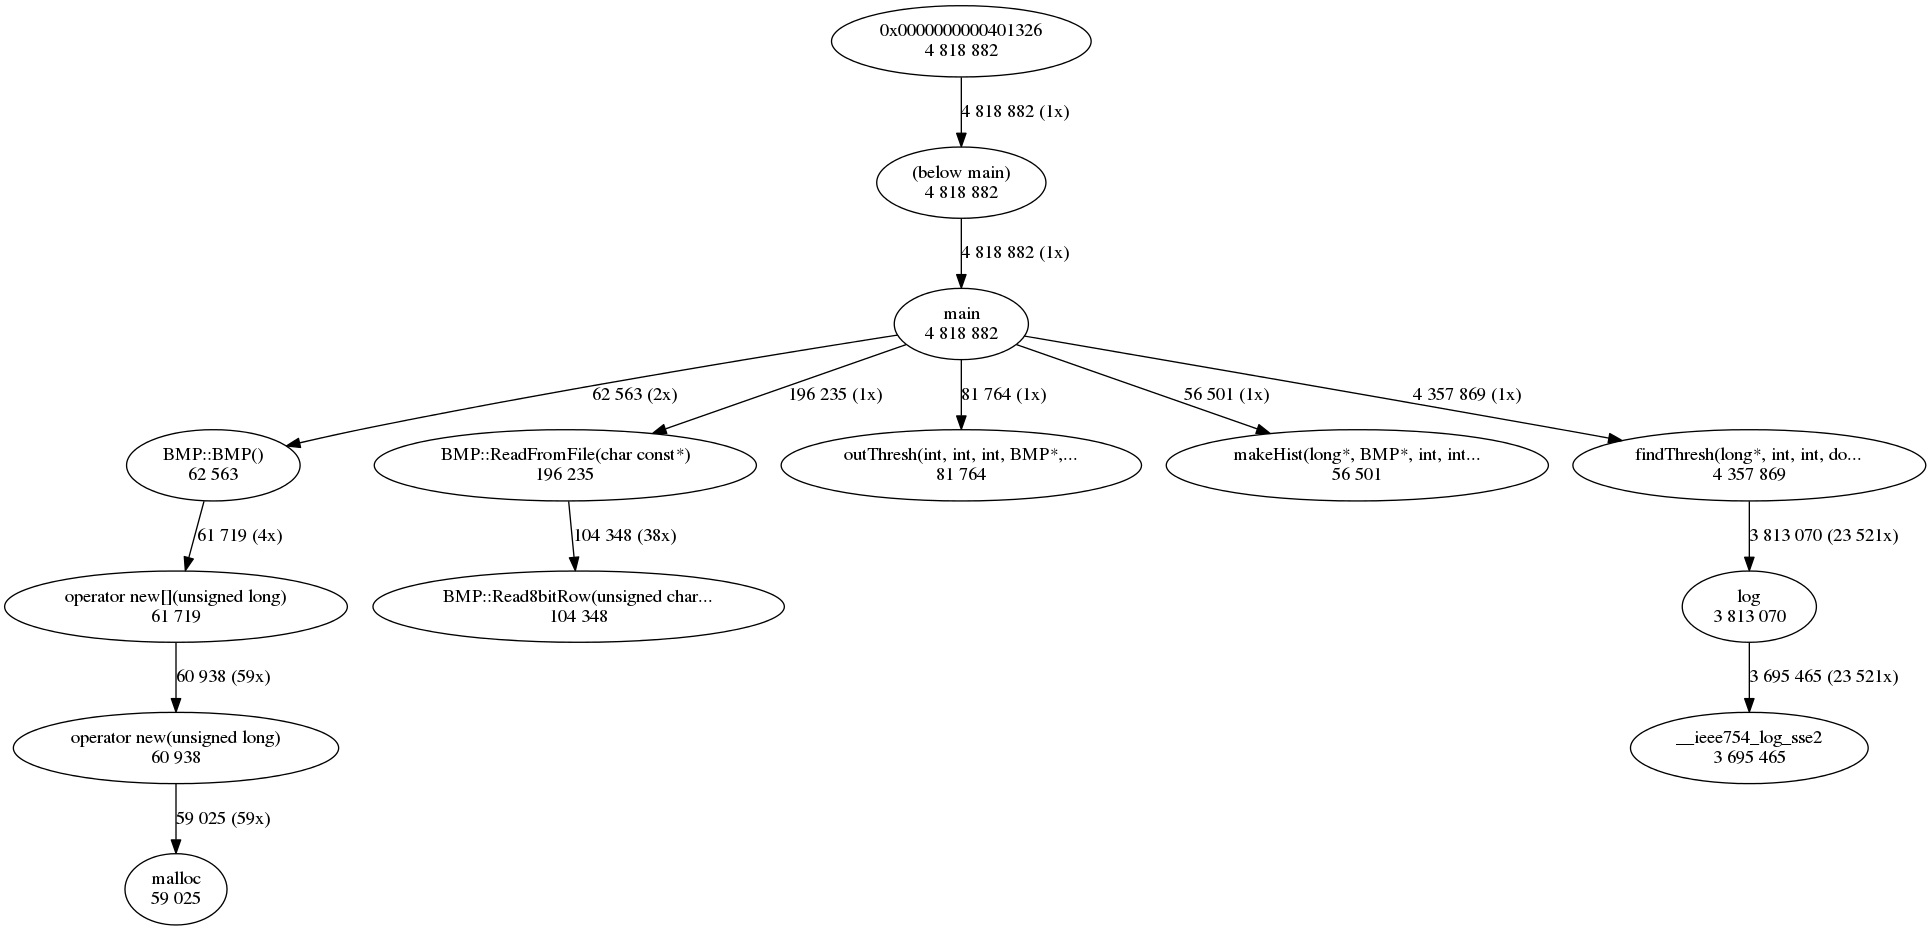 0x0000000000401326
4 818 882
4 818 882 (1x)
(below main)
4 818 882
4 818 882 (1x)
main
4 818 882
62 563 (2x)
196 235 (1x)
81 764 (1x)
56 501 (1x)
4 357 869 (1x)
BMP::BMP()
62 563
BMP::ReadFromFile(char const*)
196 235
outThresh(int, int, int, BMP*,...
81 764
makeHist(long*, BMP*, int, int...
56 501
findThresh(long*, int, int, do...
4 357 869
61 719 (4x)
104 348 (38x)
3 813 070 (23 521x)
operator new[](unsigned long)
61 719
BMP::Read8bitRow(unsigned char...
104 348
log
3 813 070
60 938 (59x)
3 695 465 (23 521x)
operator new(unsigned long)
60 938
__ieee754_log_sse2
3 695 465
59 025 (59x)
malloc
59 025